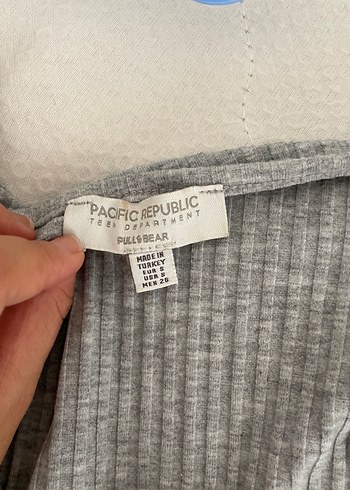 PACIFIC REPUBLIC
TEEN DEPARTMENT
PULL&BEAR
MADE IN
TURKEY
EUR S
USA S
MEX 26